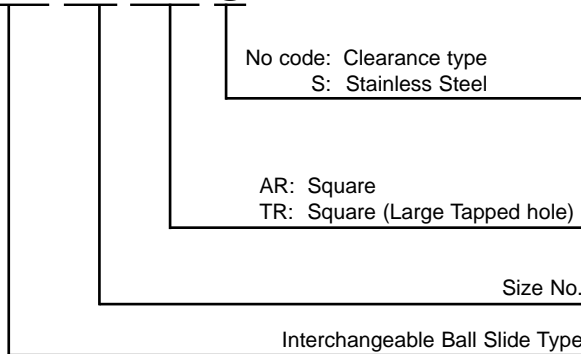 No code: Clearance type
S: Stainless Steel
AR: Square
TR: Square (Large Tapped hole)
Size No.
Interchangeable Ball Slide Type